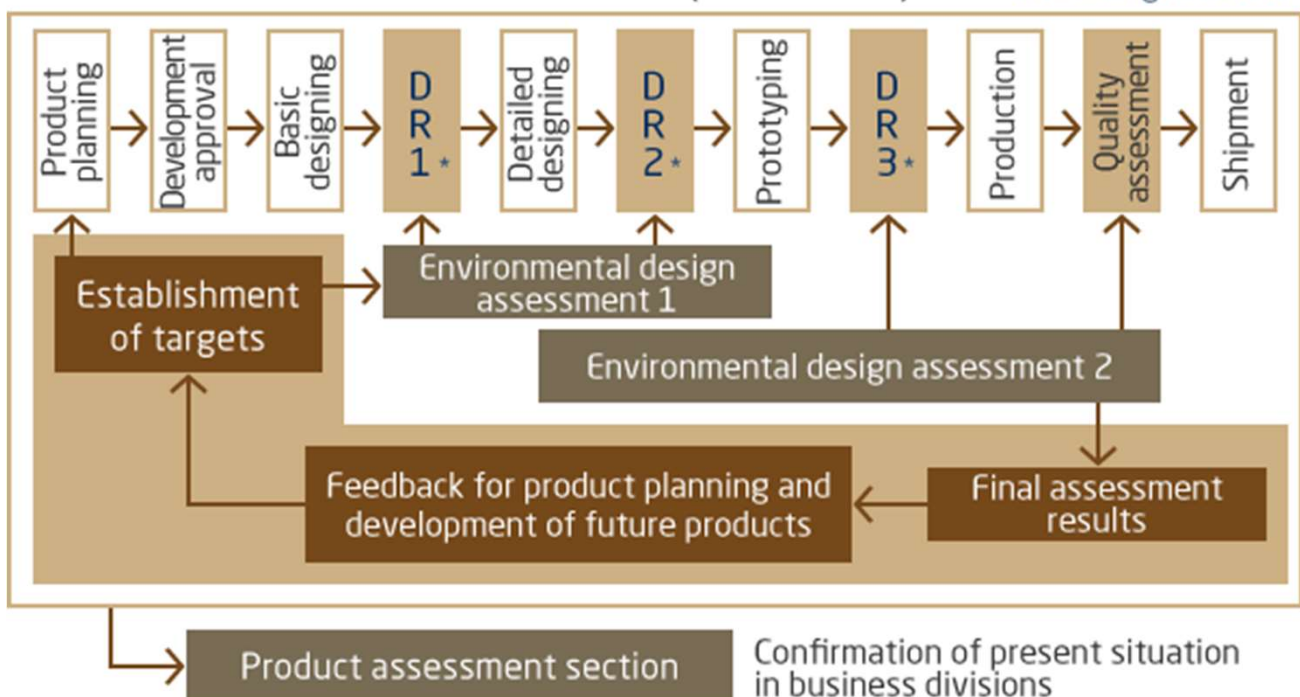 Product
planning
Development
approval
Basic
designing
D
R
1*
Detailed
designing
D
R
2*
Prototyping
D
R
3*
Production
Quality
assessment
Shipment
Establishment
of targets
Environmental design
assessment 1
Environmental design assessment 2
Feedback for product planning and
development of future products
Final assessment
results
Product assessment section
Confirmation of present situation
in business divisions